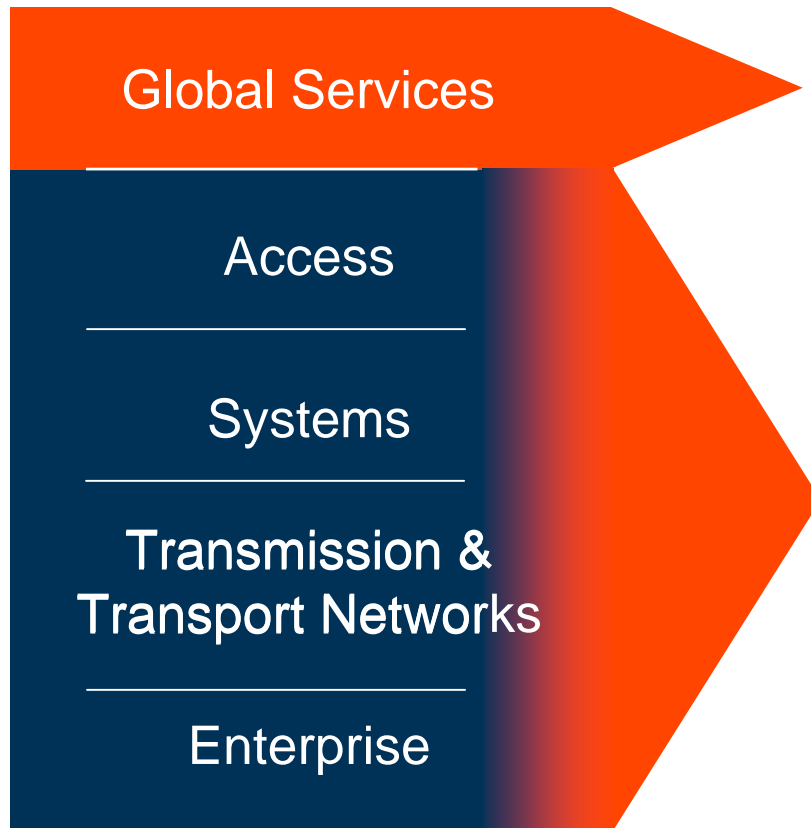 Global Services
Access
Systems
Transmission &
Transport Networks
Enterprise